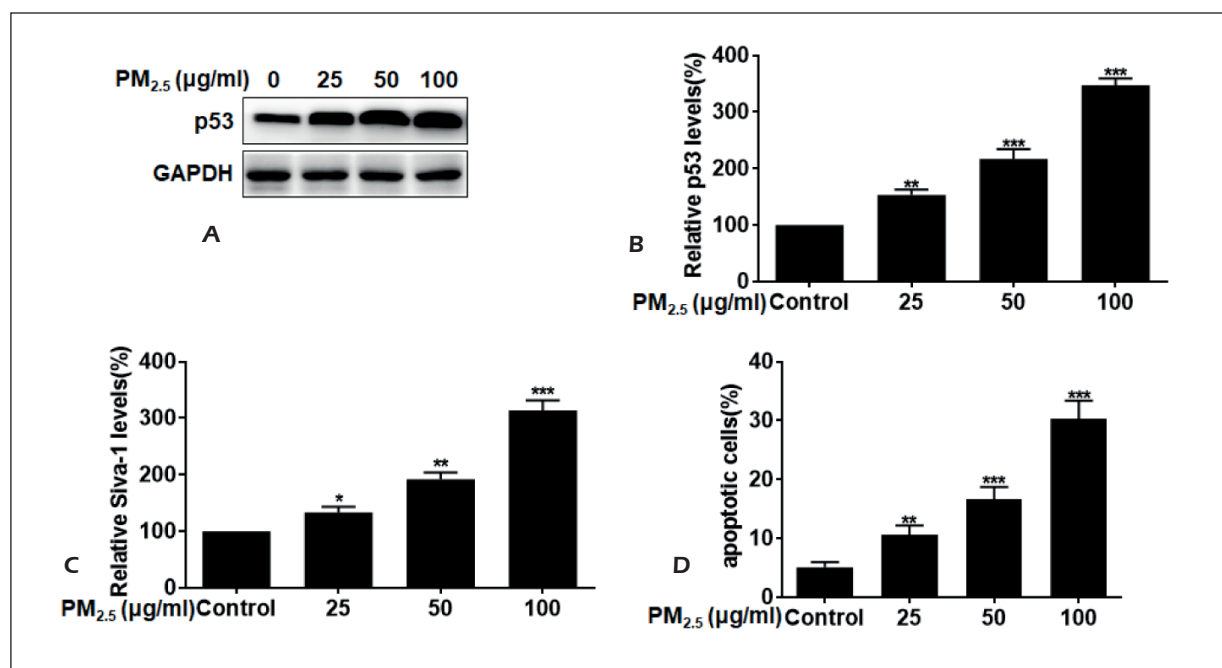 PM2.5 (µg/ml) 0 25 50 100
p53
GAPDH
A
Relative p53 levels(%)
400
300
200
100
0
**
***
***
B
PM2.5 (µg/ml) Control 25 50 100
Relative Siva-1 levels(%)
400
300
200
100
0
*
**
***
C
PM2.5 (µg/ml) Control 25 50 100
apoptotic cells(%)
40
30
20
10
0
**
***
***
D
PM2.5 (µg/ml) Control 25 50 100